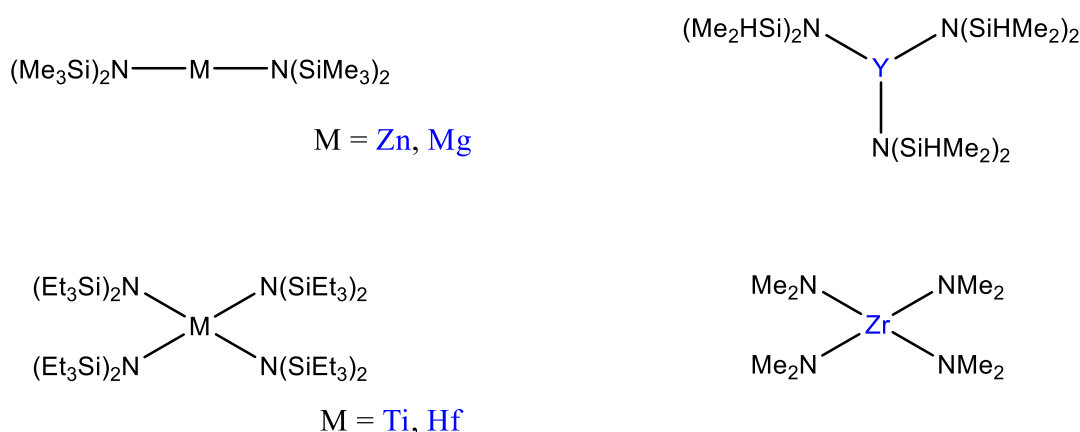 (Me3Si)2N M N(SiMe3)2
M = Zn, Mg
(Me2HSi)2N N(SiHMe2)2
Y
N(SiHMe2)2
(Et3Si)2N N(SiEt3)2
M
(Et3Si)2N N(SiEt3)2
M = Ti, Hf
Me2N NMe2
Zr
Me2N NMe2